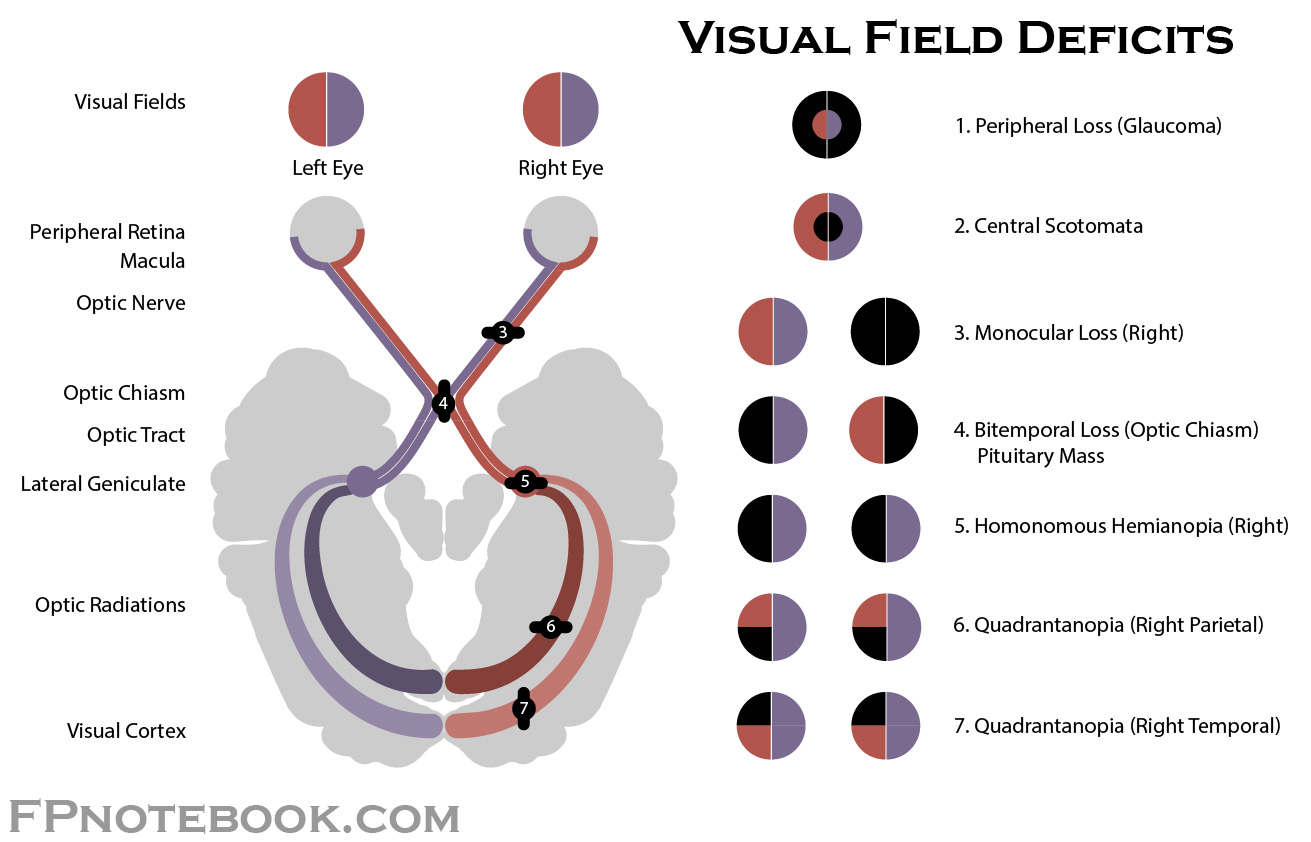 VISUAL FIELD DEFICITS
Visual Fields
Left Eye
Right Eye
Peripheral Retina
Macula
Optic Nerve
Optic Chiasm
Optic Tract
Lateral Geniculate
Optic Radiations
Visual Cortex
3
4
5
6
7
1. Peripheral Loss (Glaucoma)
2. Central Scotomata
3. Monocular Loss (Right)
4. Bitemporal Loss (Optic Chiasm)
Pituitary Mass
5. Homonomous Hemianopia (Right)
6. Quadrantanopia (Right Parietal)
7. Quadrantanopia (Right Temporal)
FPNOTEBOOK.COM